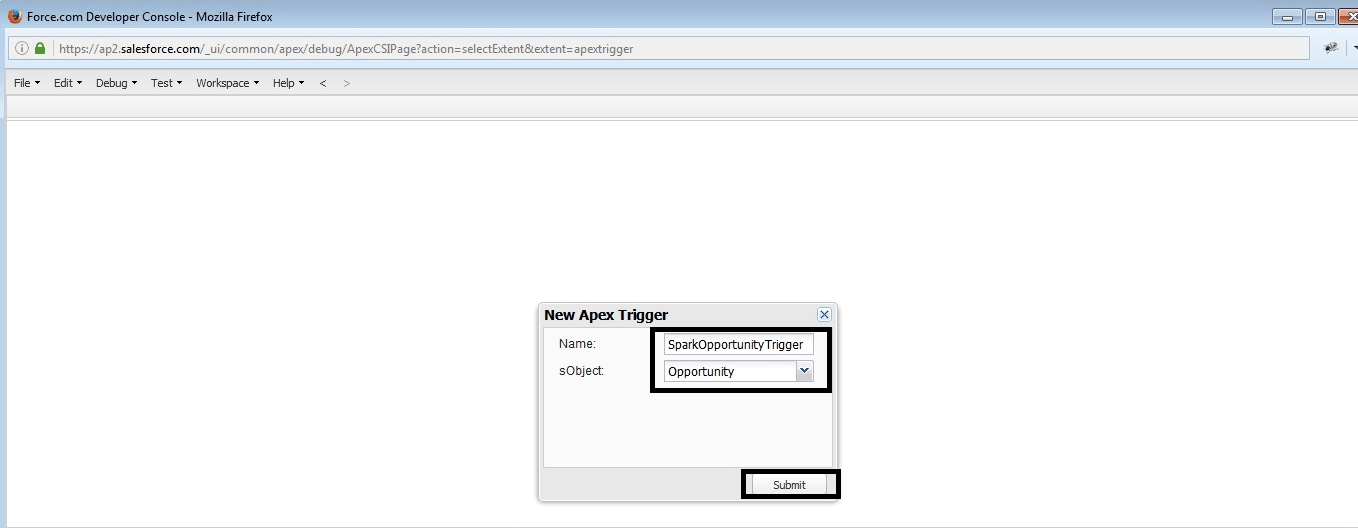 Force.com Developer Console - Mozilla Firefox
https://ap2.salesforce.com/_ui/common/apex/debug/ApexCSIPage?action=selectExtent&extent=apextrigger
File Edit Debug Test Workspace Help < >
New Apex Trigger
Name: SparkOpportunityTrigger
sObject: Opportunity
Submit